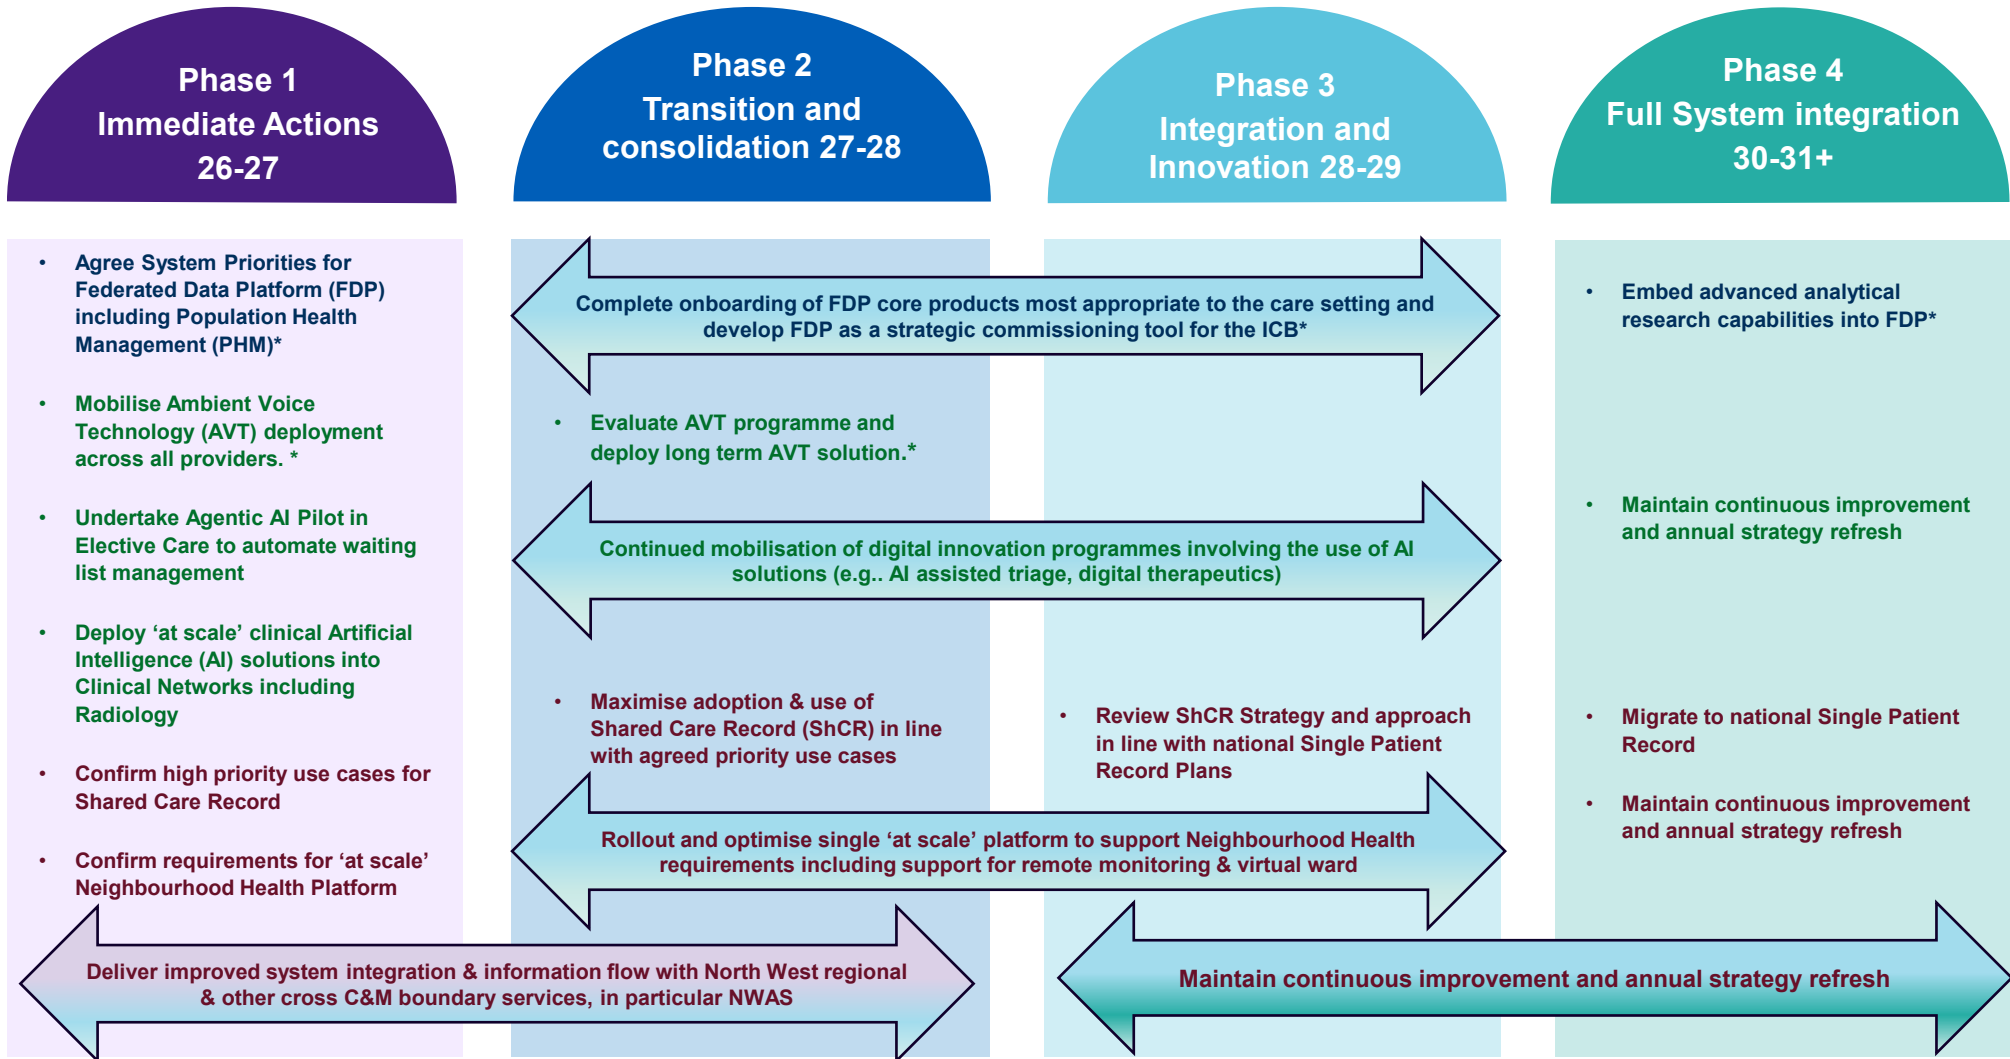 Phase 1
Immediate Actions
26-27
Phase 2
Transition and
consolidation 27-28
Phase 3
Integration and
Innovation 28-29
Phase 4
Full System integration
30-31+
• Agree System Priorities for
Federated Data Platform (FDP)
including Population Health
Management (PHM)*
• Mobilise Ambient Voice
Technology (AVT) deployment
across all providers. *
• Undertake Agentic AI Pilot in
Elective Care to automate waiting
list management
• Deploy ‘at scale’ clinical Artificial
Intelligence (AI) solutions into
Clinical Networks including
Radiology
• Confirm high priority use cases for
Shared Care Record
• Confirm requirements for ‘at scale’
Neighbourhood Health Platform
Complete onboarding of FDP core products most appropriate to the care setting and
develop FDP as a strategic commissioning tool for the ICB*
• Evaluate AVT programme and
deploy long term AVT solution.*
Continued mobilisation of digital innovation programmes involving the use of AI
solutions (e.g.. AI assisted triage, digital therapeutics)
• Maximise adoption & use of
Shared Care Record (ShCR) in line
with agreed priority use cases
• Review ShCR Strategy and approach
in line with national Single Patient
Record Plans
Rollout and optimise single ‘at scale’ platform to support Neighbourhood Health
requirements including support for remote monitoring & virtual ward
• Embed advanced analytical
research capabilities into FDP*
• Maintain continuous improvement
and annual strategy refresh
• Migrate to national Single Patient
Record
• Maintain continuous improvement
and annual strategy refresh
Deliver improved system integration & information flow with North West regional
& other cross C&M boundary services, in particular NWAS
Maintain continuous improvement and annual strategy refresh